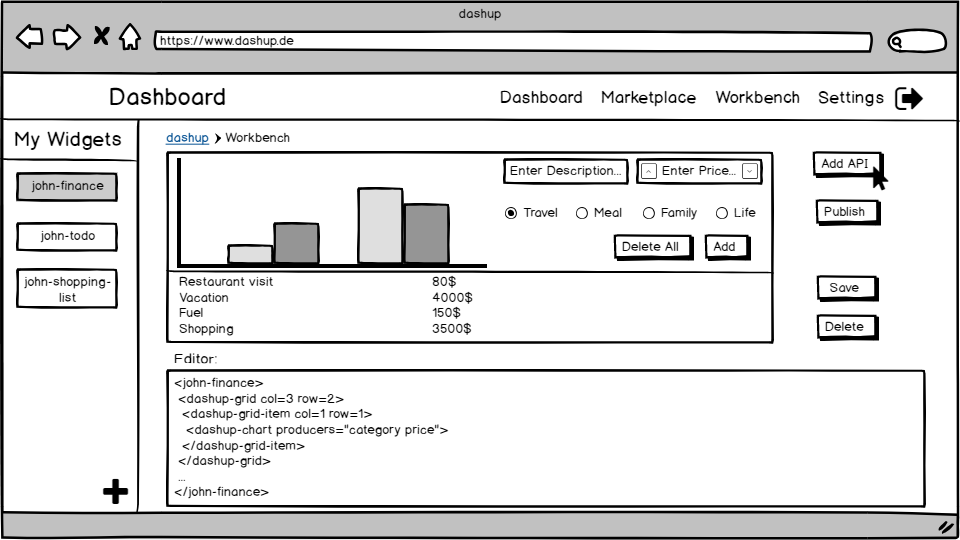 dashup
https://www.dashup.de
Dashboard
Dashboard Marketplace Workbench Settings
My Widgets
john-finance
john-todo
john-shopping-
list
dashup Workbench
Enter Description...
Enter Price...
Travel Meal Family Life
Delete All Add
Restaurant visit 80$
Vacation 4000$
Fuel 150$
Shopping 3500$
Add API
Publish
Save
Delete
Editor:
<john-finance>
<dashup-grid col=3 row=2>
<dashup-grid-item col=1 row=1>
<dashup-chart producers="category price">
</dashup-grid-item>
</dashup-grid>
...
</john-finance>